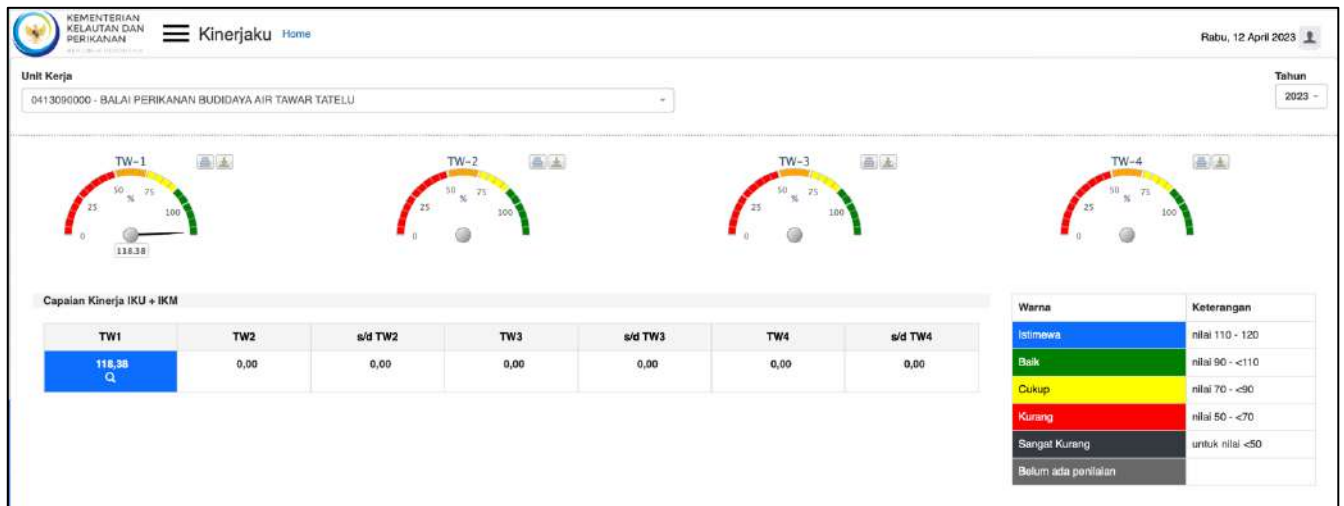 KEMENTERIAN
KELAUTAN DAN
PERIKANAN
Kinerjaku Home
Rabu, 12 April 2023
Unit Kerja
Tahun
0413090000 - BALAI PERIKANAN BUDIDAYA AIR TAWAR TATELU
2023
TW-1 TW-2 TW-3 TW-4
0 25 50 75 100 %
118.38
0 25 50 75 100 %
0 25 50 75 100 %
0 25 50 75 100 %
Capaian Kinerja IKU + IKM
TW1 TW2 s/d TW2 TW3 s/d TW3 TW4 s/d TW4
118,38 0,00 0,00 0,00 0,00 0,00 0,00
Warna Keterangan
Istimewa nilai 110 - 120
Baik nilai 90 - <110
Cukup nilai 70 - <90
Kurang nilai 50 - <70
Sangat Kurang untuk nilai <50
Belum ada penilaian